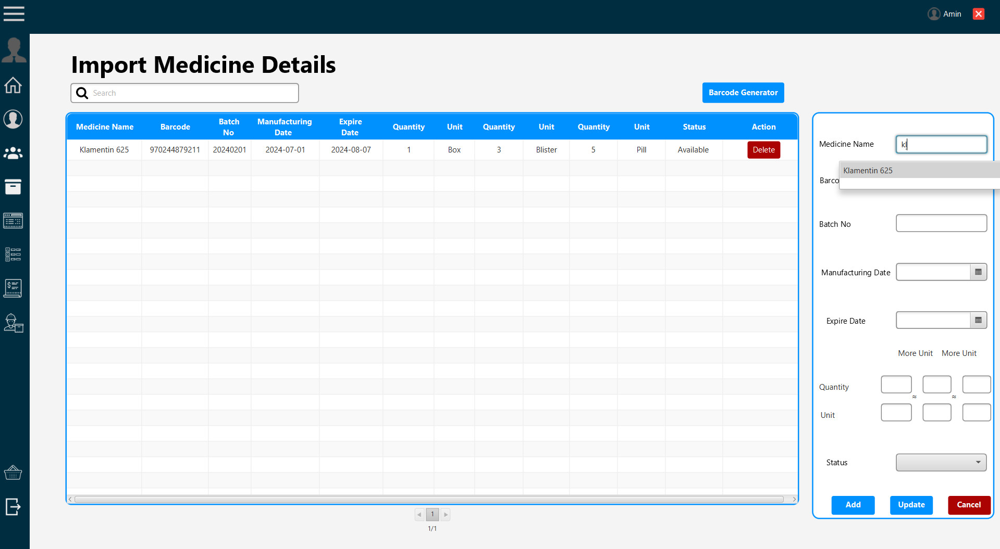 Amin
Import Medicine Details
Search
Barcode Generator
Medicine Name Barcode Batch No Manufacturing Date Expire Date Quantity Unit Quantity Unit Quantity Unit Status Action
Klamentin 625 970244879211 20240201 2024-07-01 2024-08-07 1 Box 3 Blister 5 Pill Available Delete
1
1/1
Medicine Name kl
Klamentin 625
Barco
Batch No
Manufacturing Date
Expire Date
More Unit More Unit
Quantity
≈ ≈
Unit
Status
Add Update Cancel